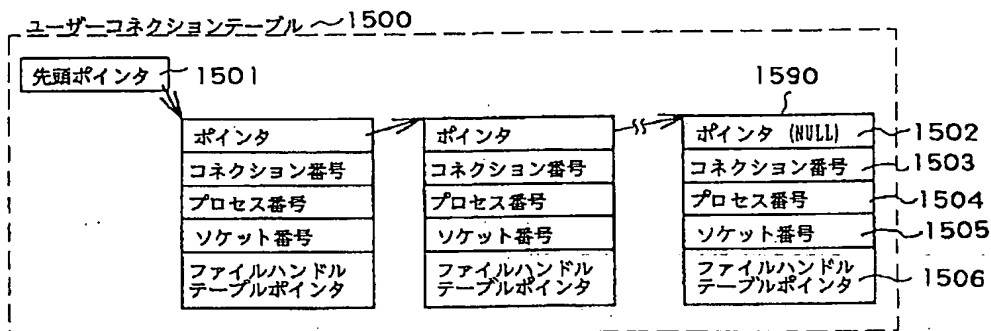 ユーザーコネクションテーブル 1500
先頭ポインタ 1501
1590
ポインタ
コネクション番号
プロセス番号
ソケット番号
ファイルハンドル
テーブルポインタ
ポインタ
コネクション番号
プロセス番号
ソケット番号
ファイルハンドル
テーブルポインタ
ポインタ (NULL) 1502
コネクション番号 1503
プロセス番号 1504
ソケット番号 1505
ファイルハンドル
テーブルポインタ 1506